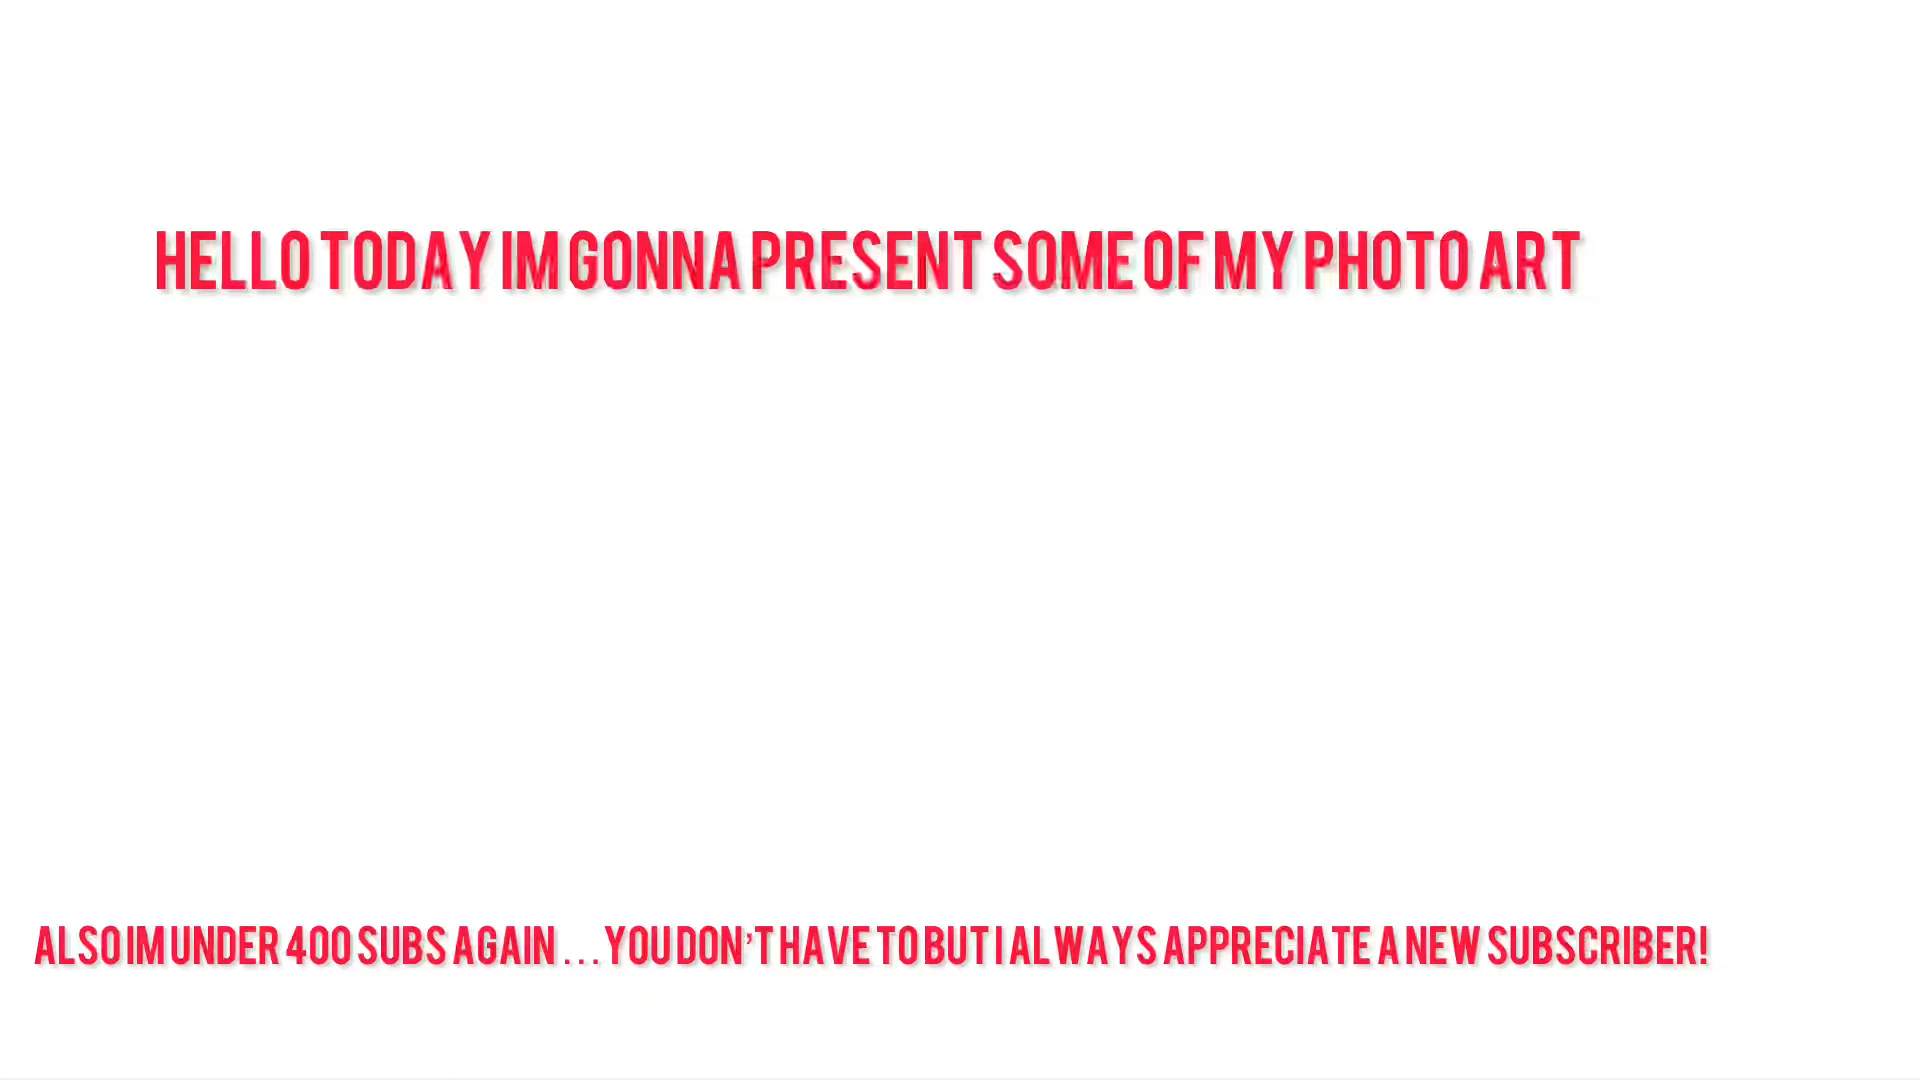 HELLO TODAY IM GONNA PRESENT SOME OF MY PHOTO ART
ALSO IM UNDER 400 SUBS AGAIN ...YOU DON'T HAVE TO BUT I ALWAYS APPRECIATE A NEW SUBSCRIBER!